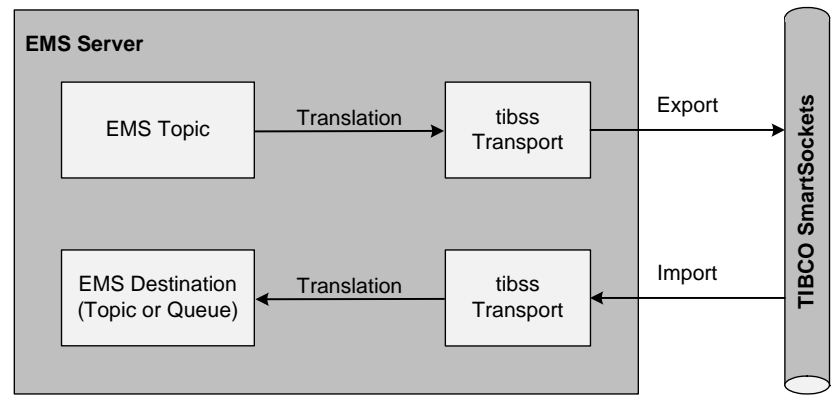 EMS Server
EMS Topic
Translation
tibss
Transport
Export
EMS Destination
(Topic or Queue)
Translation
tibss
Transport
Import
TIBCO SmartSockets